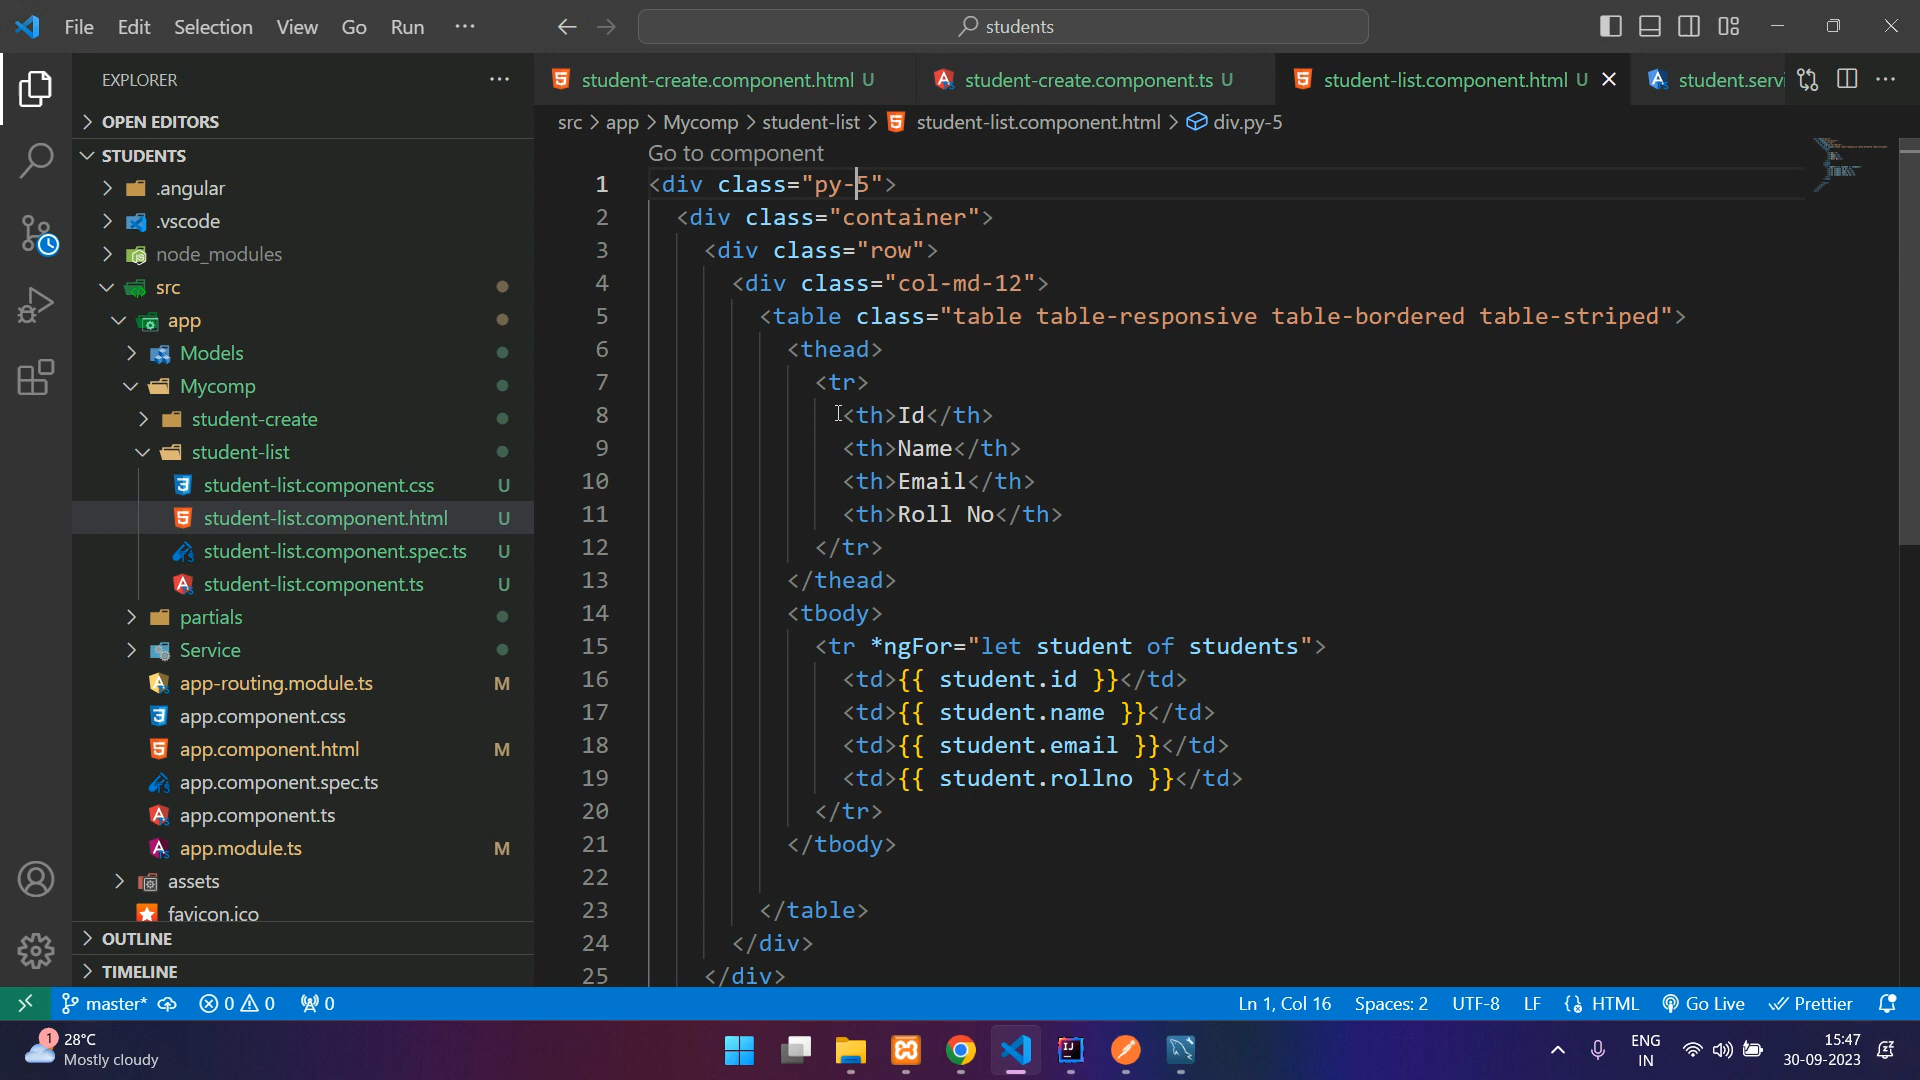 File Edit Selection View Go Run ···
students
EXPLORER
student-create.component.html U
student-create.component.ts U
student-list.component.html U
student.servi
OPEN EDITORS
src > app > Mycomp > student-list > student-list.component.html > div.py-5
STUDENTS
.angular
.vscode
node_modules
src
app
Models
Mycomp
student-create
student-list
student-list.component.css U
student-list.component.html U
student-list.component.spec.ts U
student-list.component.ts U
partials
Service
app-routing.module.ts M
app.component.css
app.component.html M
app.component.spec.ts
app.component.ts
app.module.ts M
assets
favicon.ico
OUTLINE
TIMELINE
Go to component
1 <div class="py-5">
2 <div class="container">
3 <div class="row">
4 <div class="col-md-12">
5 <table class="table table-responsive table-bordered table-striped">
6 <thead>
7 <tr>
8 <th>Id</th>
9 <th>Name</th>
10 <th>Email</th>
11 <th>Roll No</th>
12 </tr>
13 </thead>
14 <tbody>
15 <tr *ngFor="let student of students">
16 <td>{{ student.id }}</td>
17 <td>{{ student.name }}</td>
18 <td>{{ student.email }}</td>
19 <td>{{ student.rollno }}</td>
20 </tr>
21 </tbody>
22
23 </table>
24 </div>
25 </div>
master* 0 0 0
Ln 1, Col 16 Spaces: 2 UTF-8 LF {} HTML Go Live Prettier
1 28°C
Mostly cloudy
ENG
IN
15:47
30-09-2023